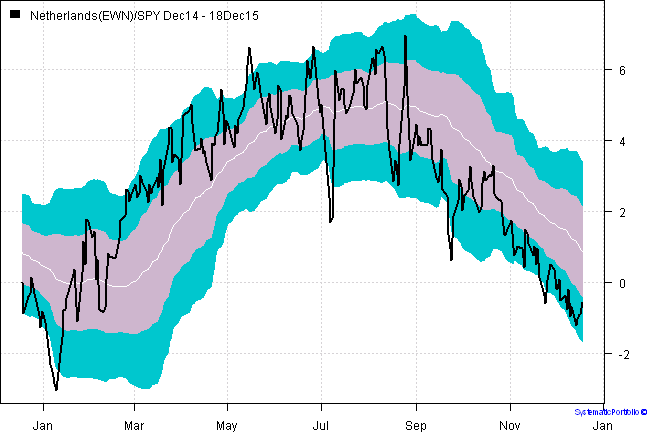 Netherlands(EWN)/SPY Dec14 - 18Dec15
6
4
2
0
-2
Jan Mar May Jul Sep Nov Jan
SystematicPortfolio ©